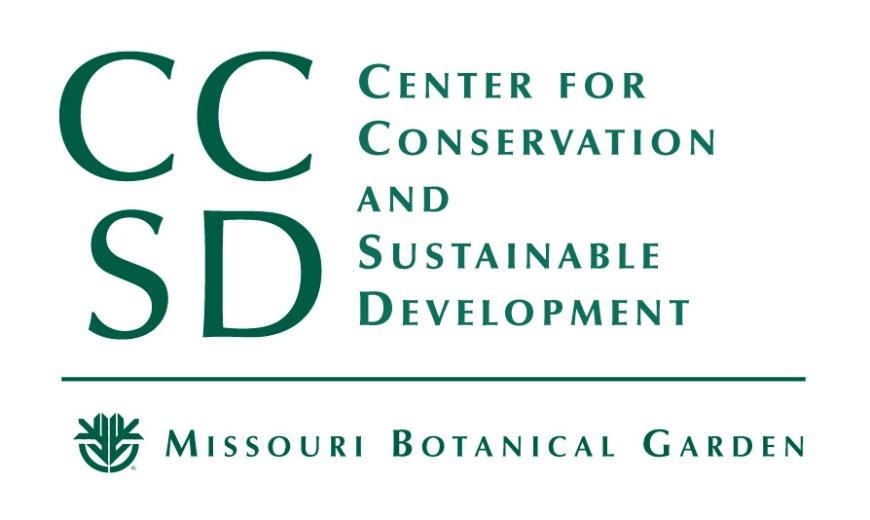 CC
SD
CENTER FOR
CONSERVATION
AND
SUSTAINABLE
DEVELOPMENT
MISSOURI BOTANICAL GARDEN